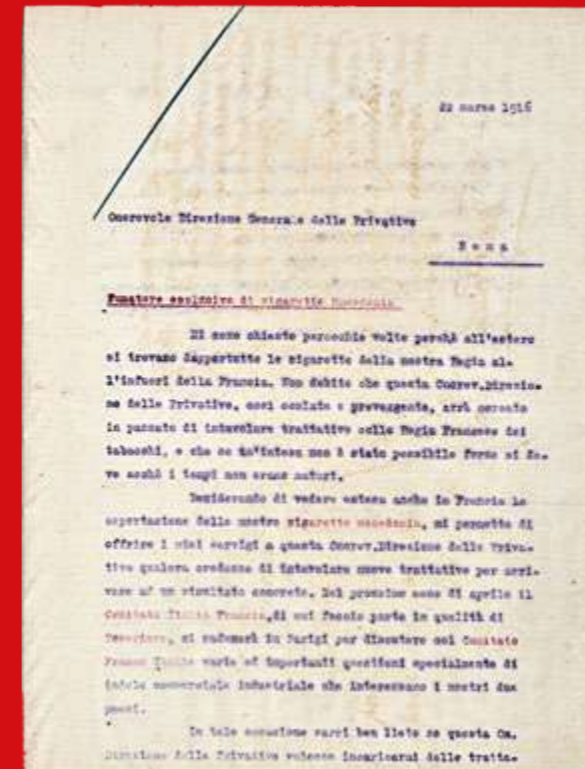 22 marzo 1916
Onorevole Direzione Generale delle Privative
Roma
Fumatore esclusivo di sigarette Macedonia
Mi sono chiesto parecchie volte perchè all'estero
si trovano dappertutto le sigarette della nostra Regia al-
l'infuori della Francia. Non dubito che questa Onorev.Direzio-
ne delle Privative, così oculata e prevegente, avrà cercato
in passato di intavolare trattative colla Regia Francese dei
tabacchi, e che se un'intesa non è stata possibile forse si de-
ve acchè i tempi non erano maturi.
Desiderando di vedere estesa anche in Francia la
esportazione delle nostre sigarette macedonia, mi permetto di
offrire i miei servigi a questa Onorev.Direzione delle Priva-
tive qualora credesse di intavolare nuove trattative per arri-
vare ad un risultato concreto. Nel prossimo mese di aprile il
Comitato Italia Francia,di cui faccio parte in qualità di
Tesoriere, si radunerà in Parigi per discutere col Comitato
France Italie varie ed importanti questioni specialmente di
indole commerciale industriale che interessano i nostri due
paesi.
In tale occasione sarei ben lieto se questa On.
Direzione delle Privative volesse incaricarmi delle tratta-